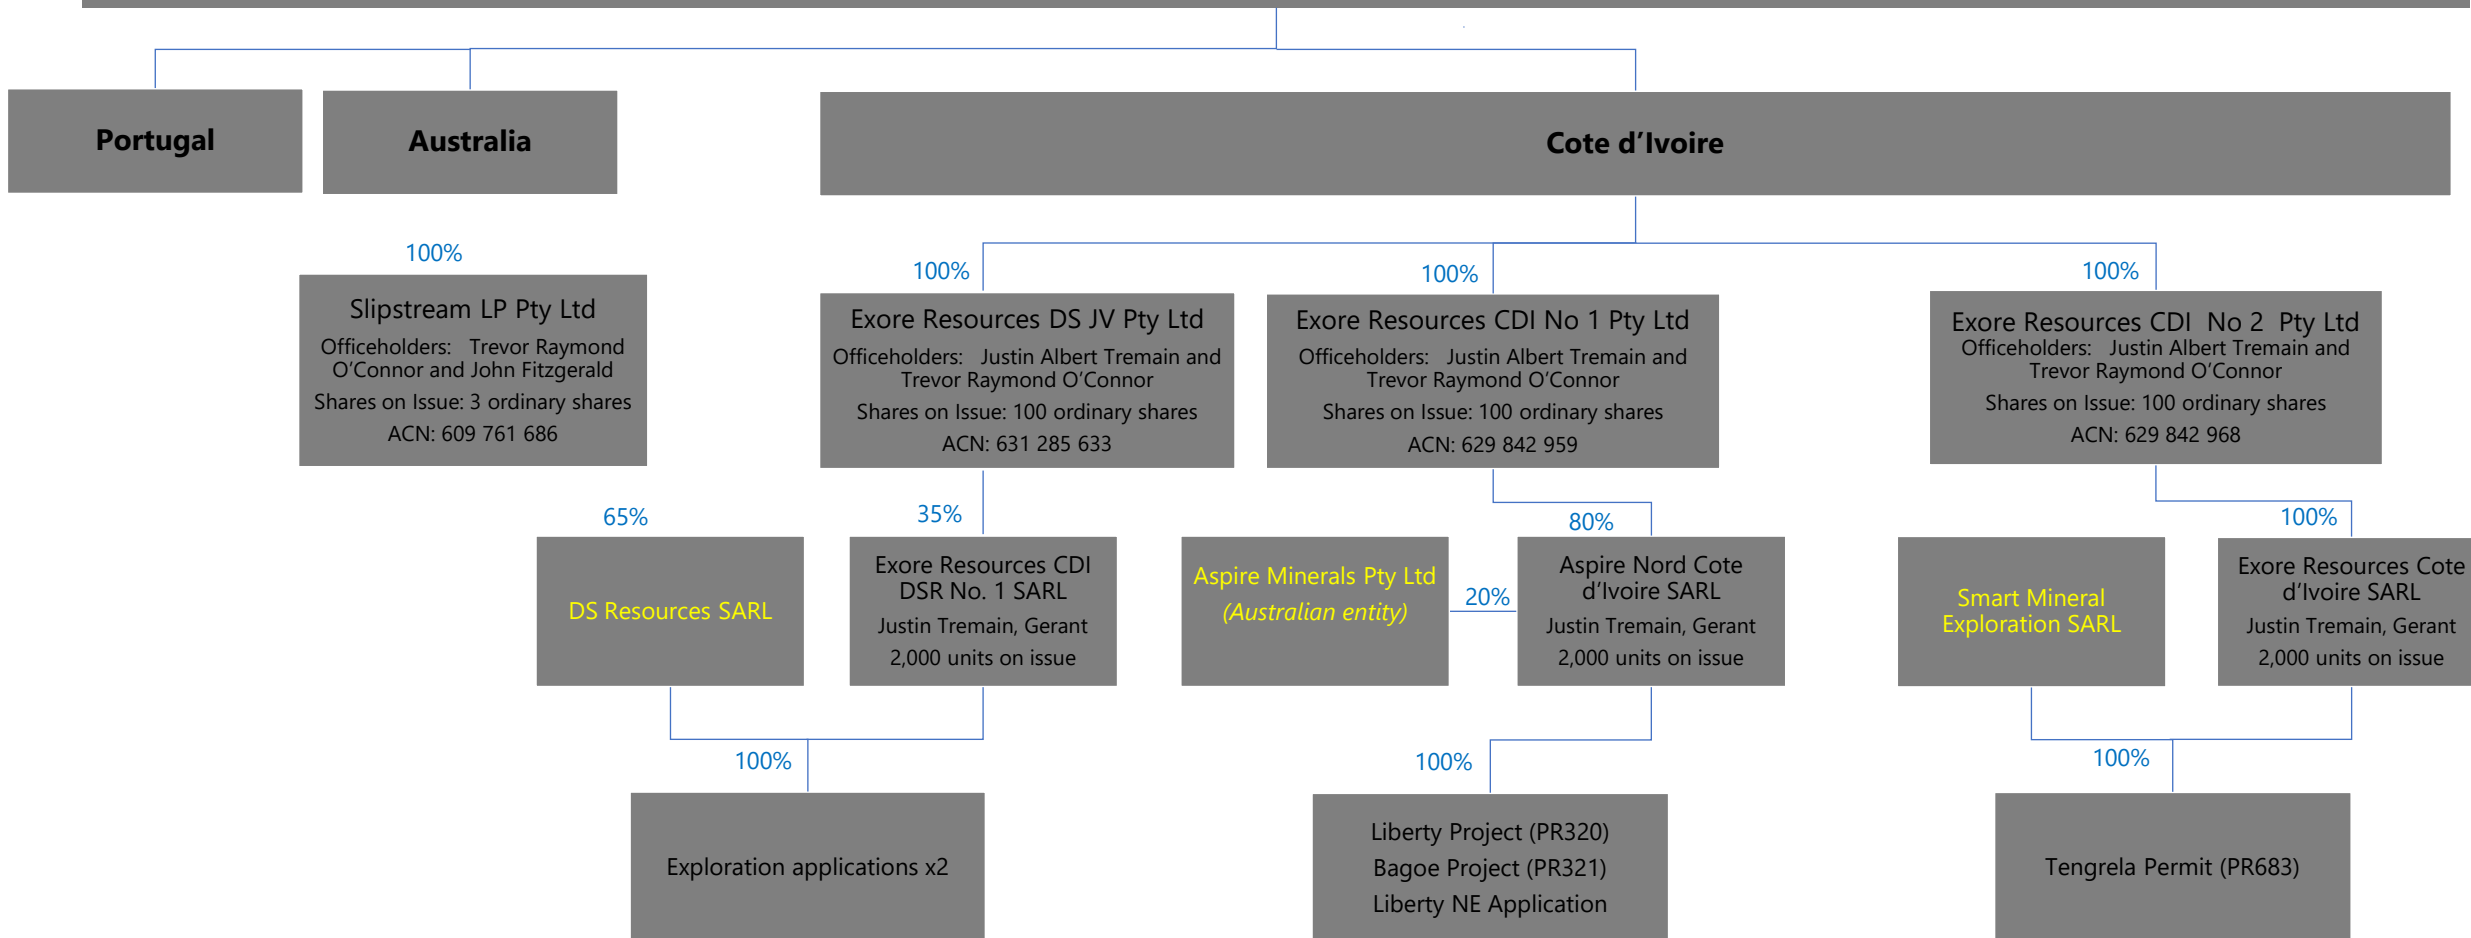 Portugal
Australia
Cote d’Ivoire
100%
Slipstream LP Pty Ltd
Officeholders: Trevor Raymond
O’Connor and John Fitzgerald
Shares on Issue: 3 ordinary shares
ACN: 609 761 686
100%
Exore Resources DS JV Pty Ltd
Officeholders: Justin Albert Tremain and
Trevor Raymond O’Connor
Shares on Issue: 100 ordinary shares
ACN: 631 285 633
100%
Exore Resources CDI No 1 Pty Ltd
Officeholders: Justin Albert Tremain and
Trevor Raymond O’Connor
Shares on Issue: 100 ordinary shares
ACN: 629 842 959
100%
Exore Resources CDI No 2 Pty Ltd
Officeholders: Justin Albert Tremain and
Trevor Raymond O’Connor
Shares on Issue: 100 ordinary shares
ACN: 629 842 968
65%
DS Resources SARL
35%
Exore Resources CDI
DSR No. 1 SARL
Justin Tremain, Gerant
2,000 units on issue
Aspire Minerals Pty Ltd
(Australian entity)
20%
80%
Aspire Nord Cote
d’Ivoire SARL
Justin Tremain, Gerant
2,000 units on issue
Smart Mineral
Exploration SARL
100%
Exore Resources Cote
d’Ivoire SARL
Justin Tremain, Gerant
2,000 units on issue
100%
Exploration applications x2
100%
Liberty Project (PR320)
Bagoe Project (PR321)
Liberty NE Application
100%
Tengrela Permit (PR683)